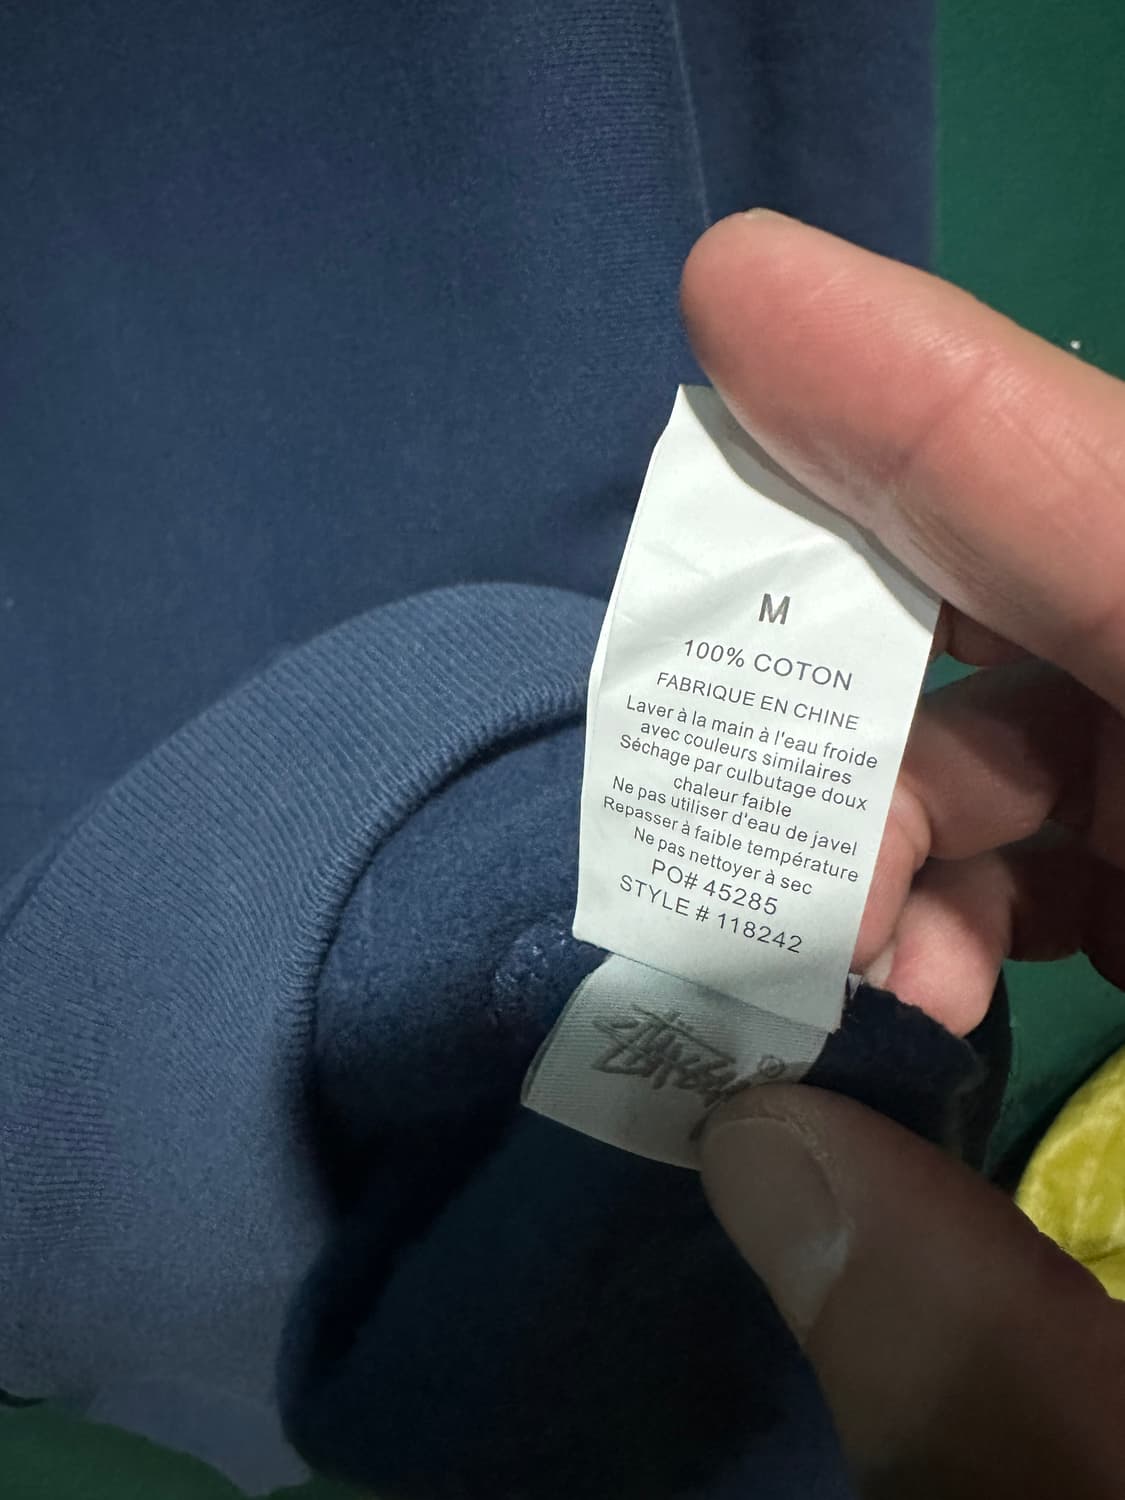 M
100% COTON
FABRIQUE EN CHINE
Laver à la main à l'eau froide
avec couleurs similaires
Séchage par culbutage doux
chaleur faible
Ne pas utiliser d'eau de javel
Repasser à faible température
Ne pas nettoyer à sec
PO# 45285
STYLE # 118242
Stüssy ®